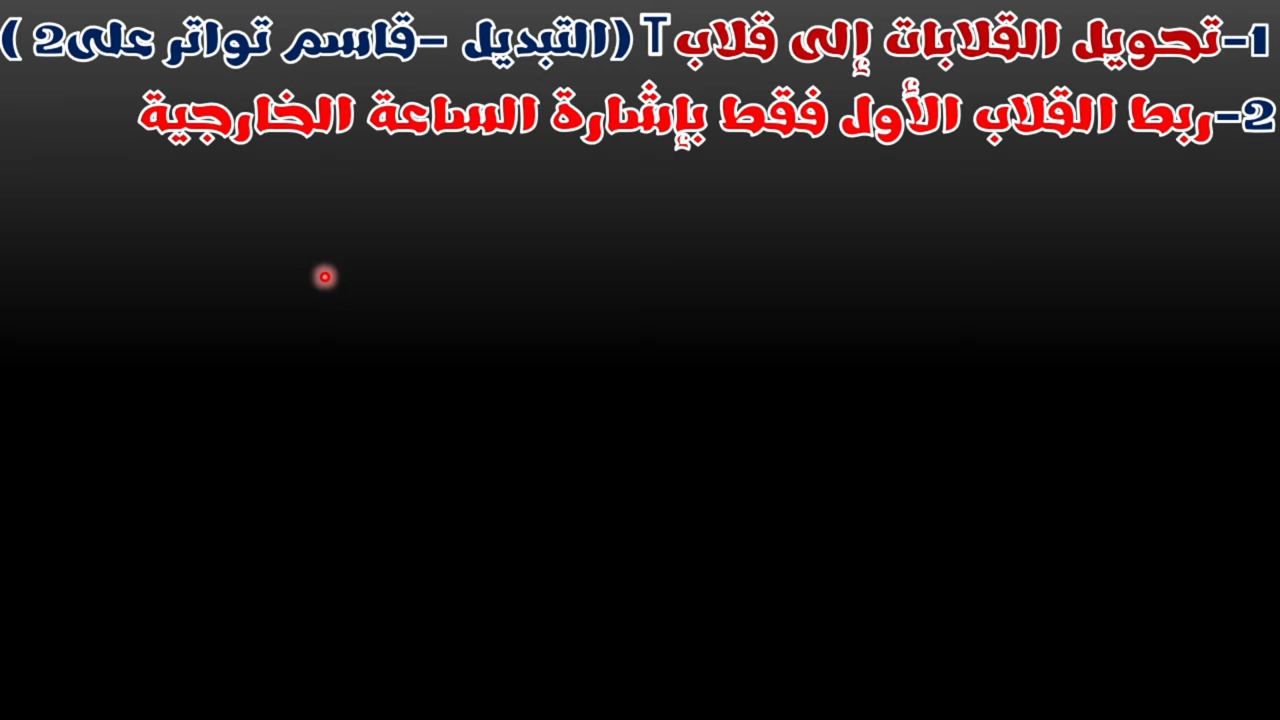 1-تحويل القلابات إلى قلاب T (التبديل -قاسم تواتر على2 )
2-ربط القلاب الأول فقط بإشارة الساعة الخارجية